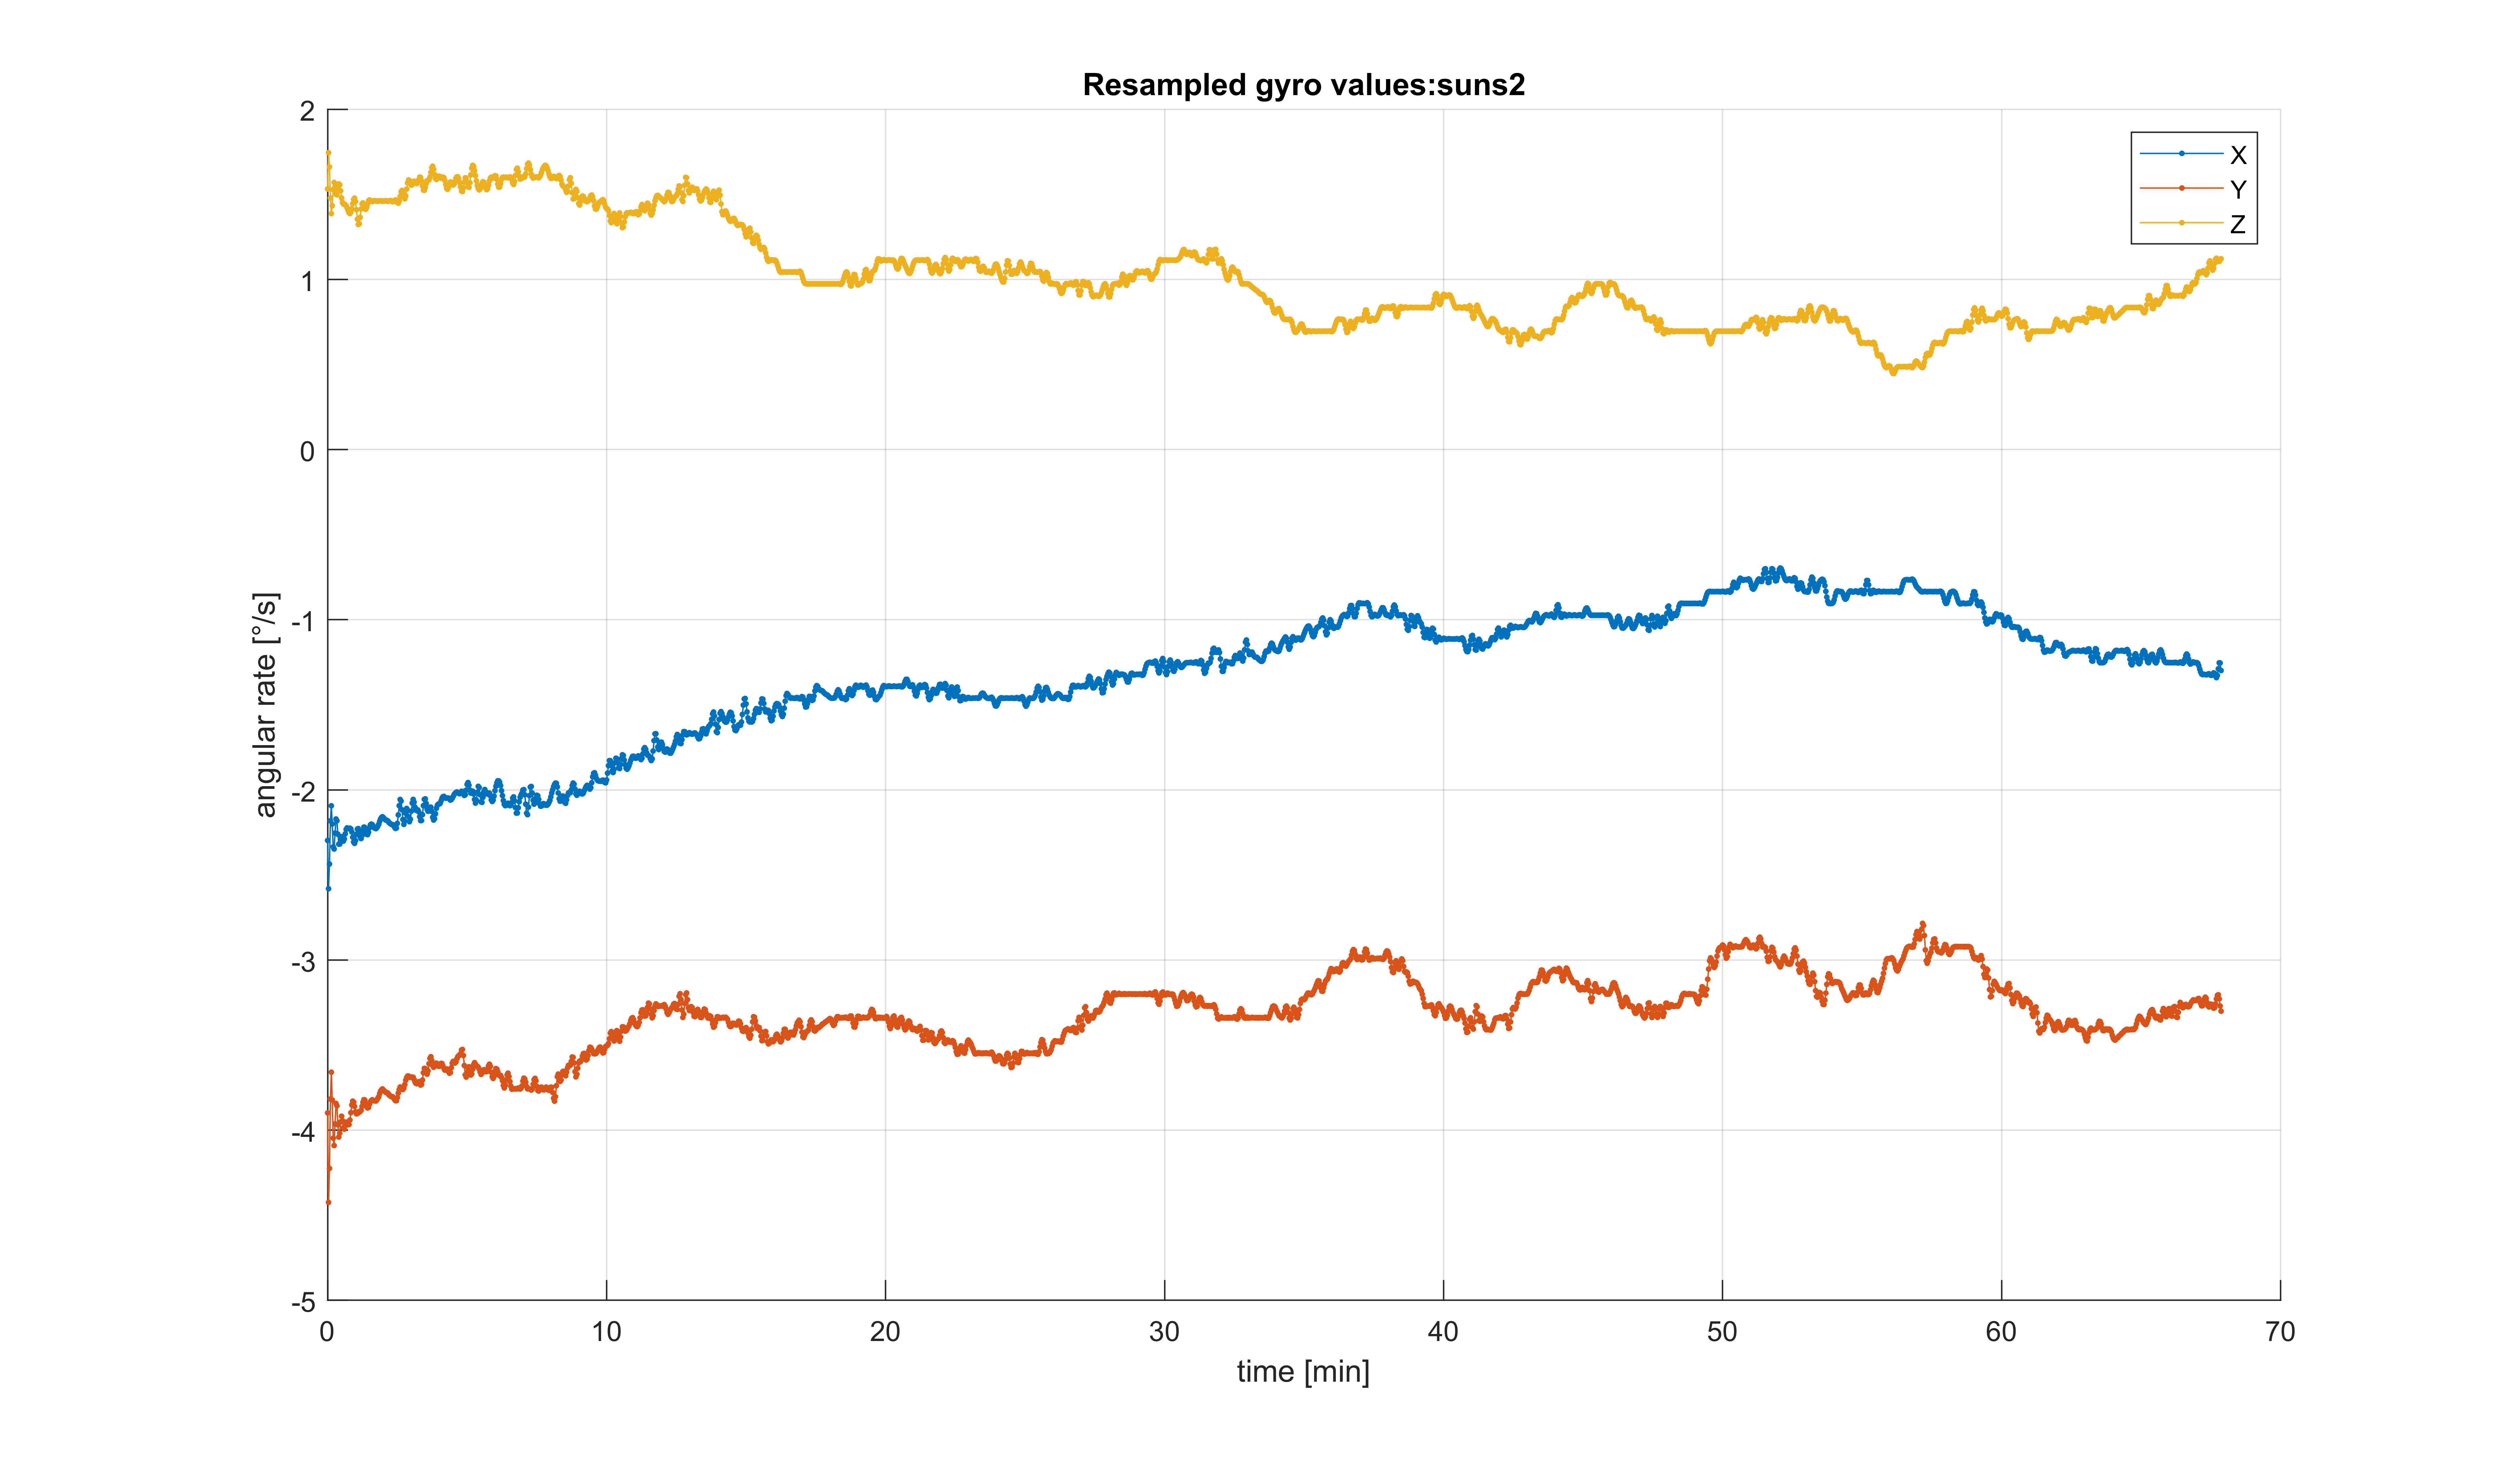 Resampled gyro values:suns2
X
Y
Z
2
1
0
-1
-2
-3
-4
-5
angular rate [°/s]
0 10 20 30 40 50 60 70
time [min]